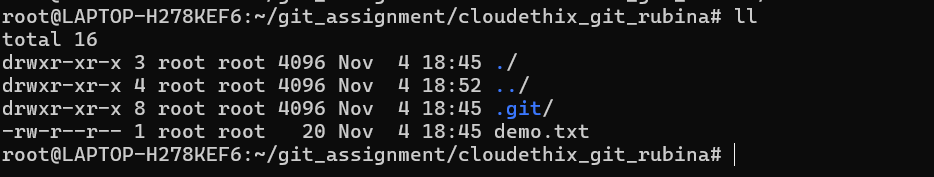 root@LAPTOP-H278KEF6:~/git_assignment/cloudethix_git_rubina# ll
total 16
drwxr-xr-x 3 root root 4096 Nov  4 18:45 ./
drwxr-xr-x 4 root root 4096 Nov  4 18:52 ../
drwxr-xr-x 8 root root 4096 Nov  4 18:45 .git/
-rw-r--r-- 1 root root   20 Nov  4 18:45 demo.txt
root@LAPTOP-H278KEF6:~/git_assignment/cloudethix_git_rubina#